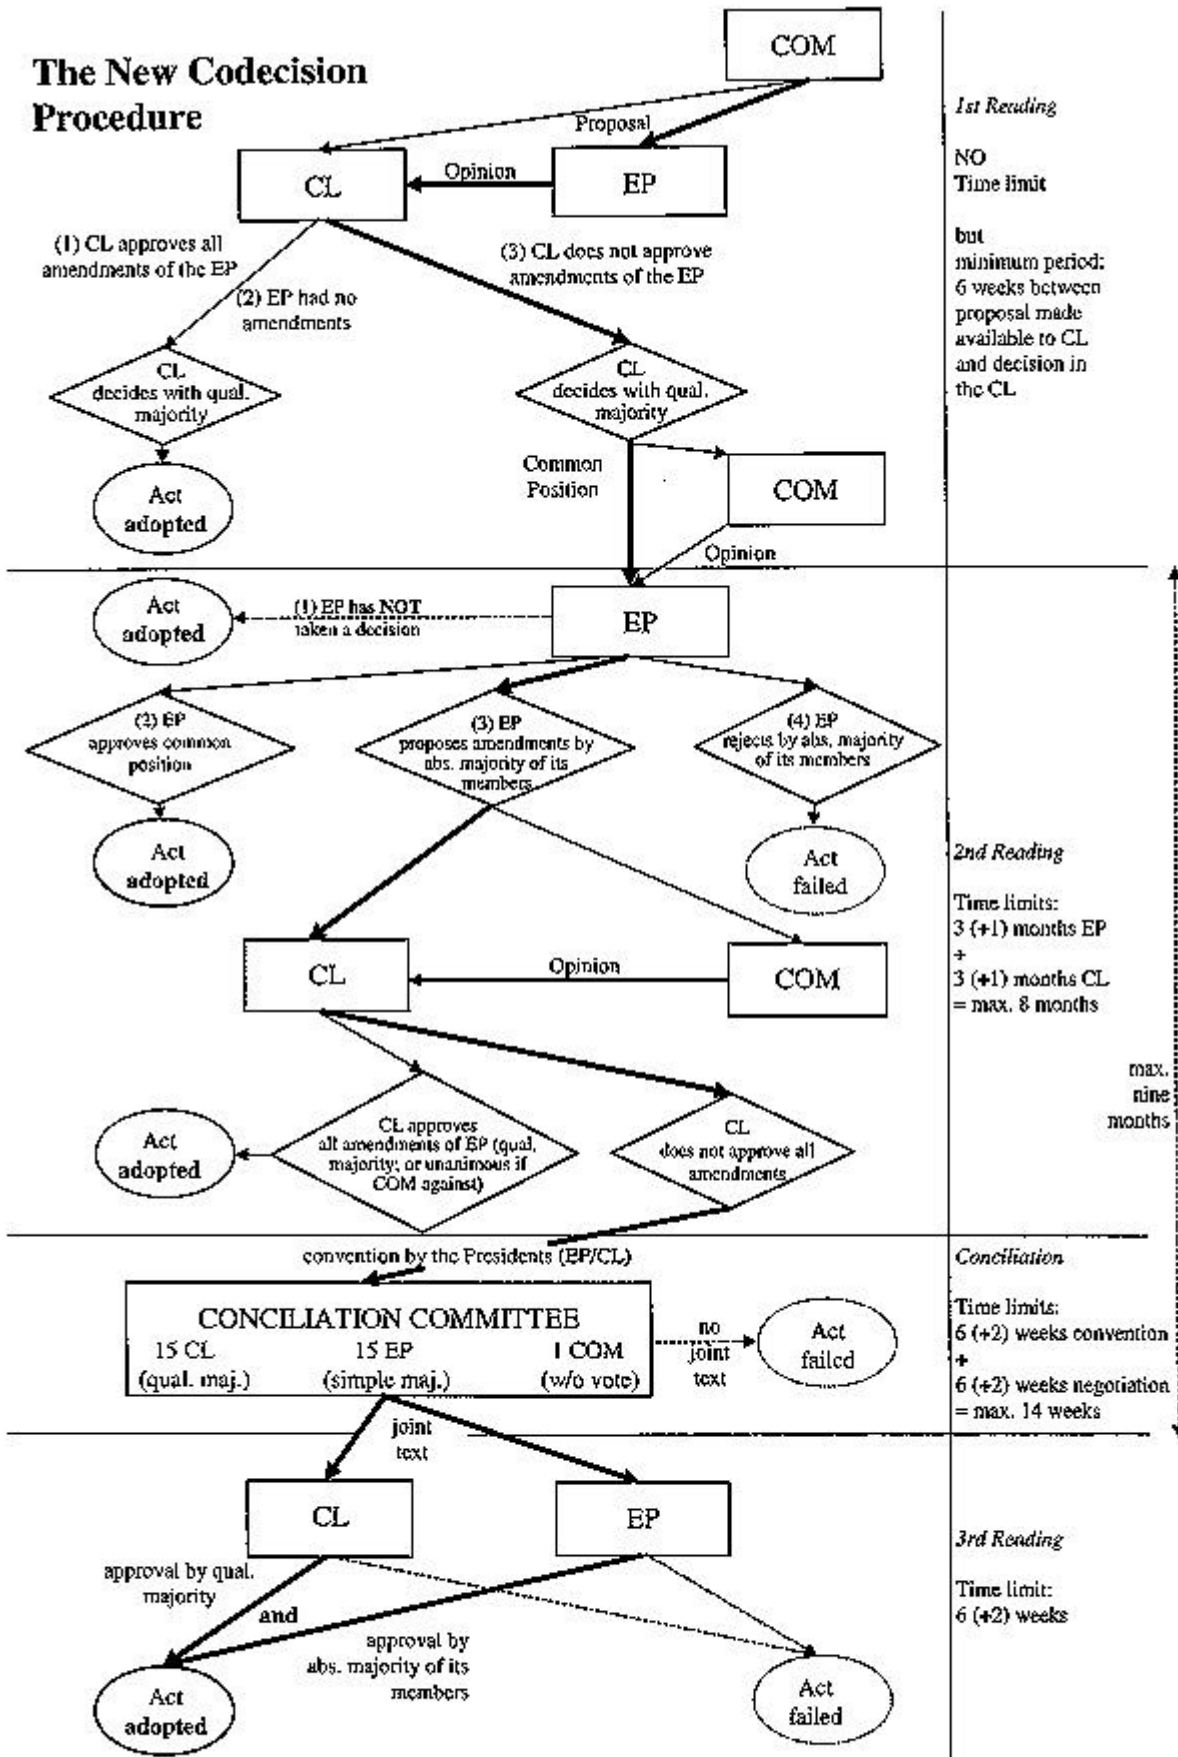 The New Codecision
Procedure
COM
Proposal
CL
Opinion
EP
(1) CL approves all
amendments of the EP
(2) EP had no
amendments
(3) CL does not approve
amendments of the EP
CL
decides with qual.
majority
CL
decides with qual.
majority
Act
adopted
Common
Position
COM
Opinion
1st Reading
NO
Time limit
but
minimum period:
6 weeks between
proposal made
available to CL
and decision in
the CL
Act
adopted
(1) EP has NOT
taken a decision
EP
(2) EP
approves common
position
(3) EP
proposes amendments by
abs. majority of its
members
(4) EP
rejects by abs. majority
of its members
Act
adopted
Act
failed
CL
Opinion
COM
2nd Reading
Time limits:
3 (+1) months EP
+
3 (+1) months CL
= max. 8 months
max.
nine
months
Act
adopted
CL approves
all amendments of EP (qual.
majority; or unanimous if
COM against)
CL
does not approve all
amendments
convention by the Presidents (EP/CL)
CONCILIATION COMMITTEE
15 CL 15 EP 1 COM
(qual. maj.) (simple maj.) (w/o vote)
no
joint
text
Act
failed
Conciliation
Time limits:
6 (+2) weeks convention
+
6 (+2) weeks negotiation
= max. 14 weeks
joint
text
CL
EP
approval by qual.
majority
and
approval by
abs. majority of its
members
Act
adopted
Act
failed
3rd Reading
Time limit:
6 (+2) weeks